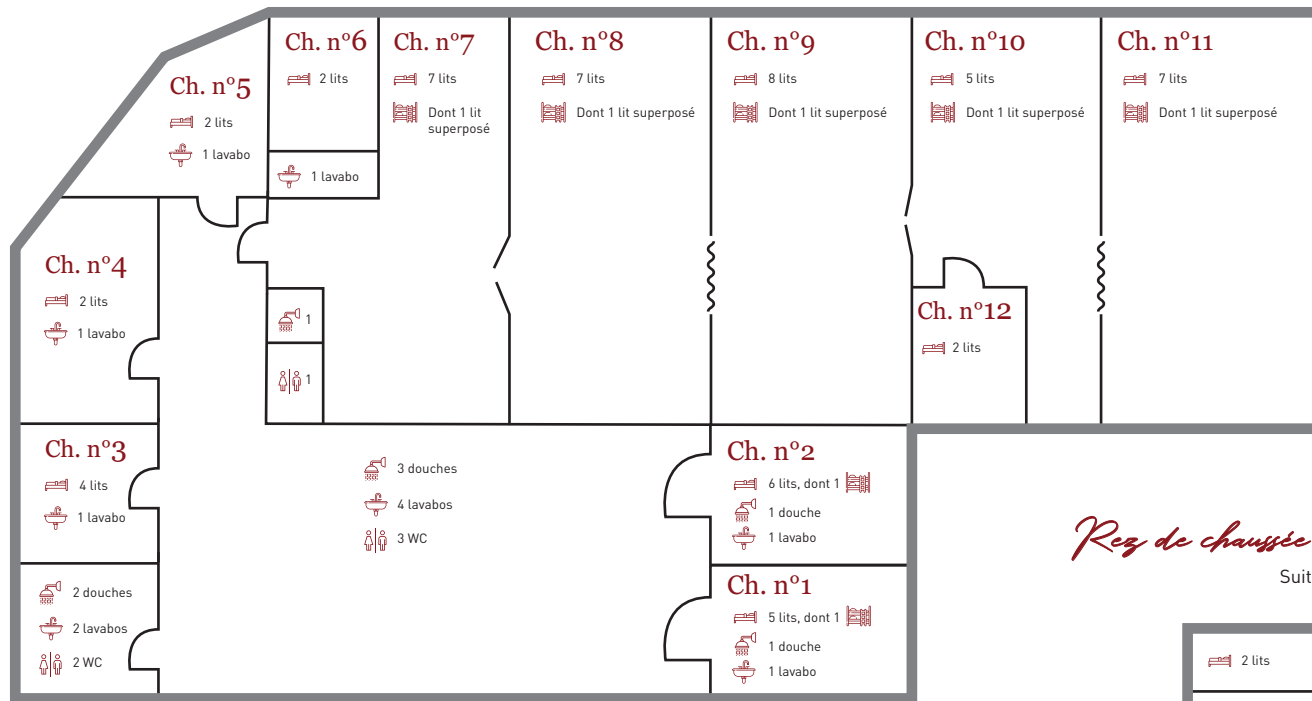 Ch. n°6
2 lits
1 lavabo
Ch. n°7
7 lits
Dont 1 lit
superposé
Ch. n°8
7 lits
Dont 1 lit superposé
Ch. n°9
8 lits
Dont 1 lit superposé
Ch. n°10
5 lits
Dont 1 lit superposé
Ch. n°11
7 lits
Dont 1 lit superposé
Ch. n°5
2 lits
1 lavabo
Ch. n°4
2 lits
1 lavabo
1
1
Ch. n°12
2 lits
Ch. n°3
4 lits
1 lavabo
3 douches
4 lavabos
3 WC
Ch. n°2
6 lits, dont 1
1 douche
1 lavabo
2 douches
2 lavabos
2 WC
Ch. n°1
5 lits, dont 1
1 douche
1 lavabo
Rez de chaussée
Suit
2 lits